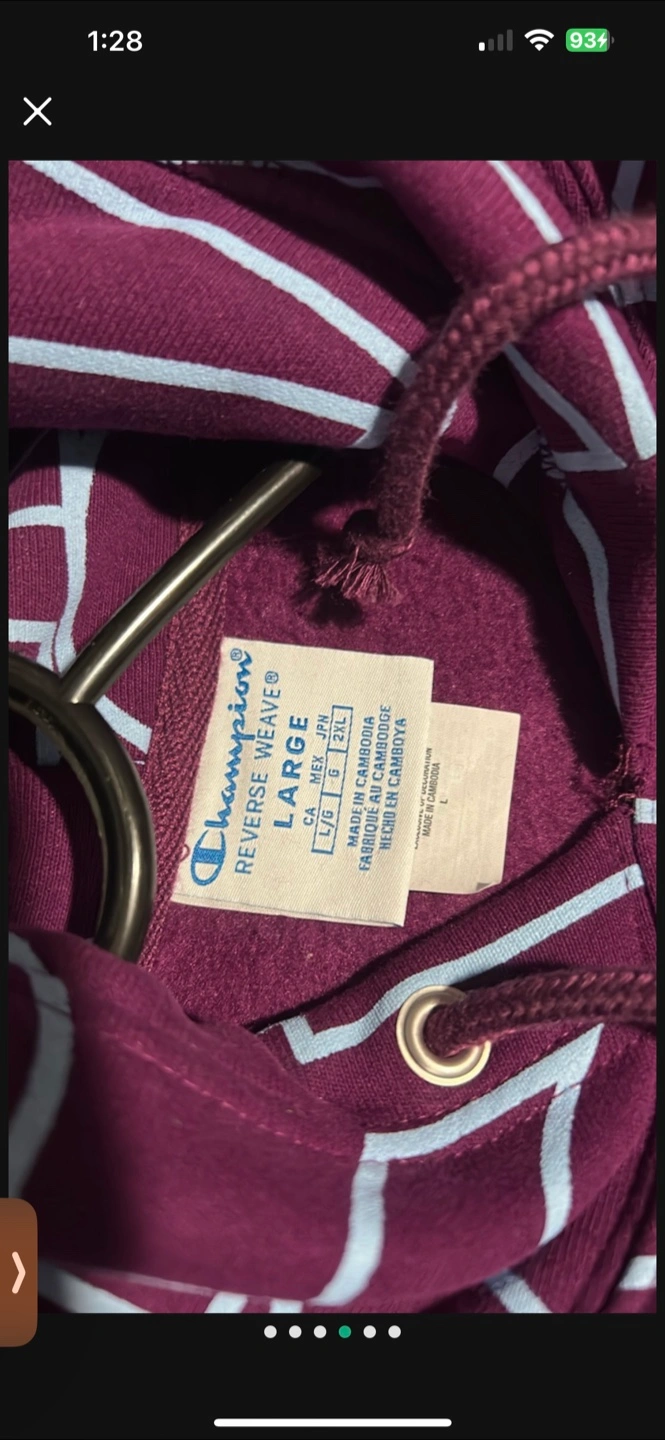 1:28
93
Champion®
REVERSE WEAVE®
LARGE
CA MEX JPN
L/G G 2XL
MADE IN CAMBODIA
FABRIQUÉ AU CAMBODGE
HECHO EN CAMBOYA
MADE IN CAMBODIA
L